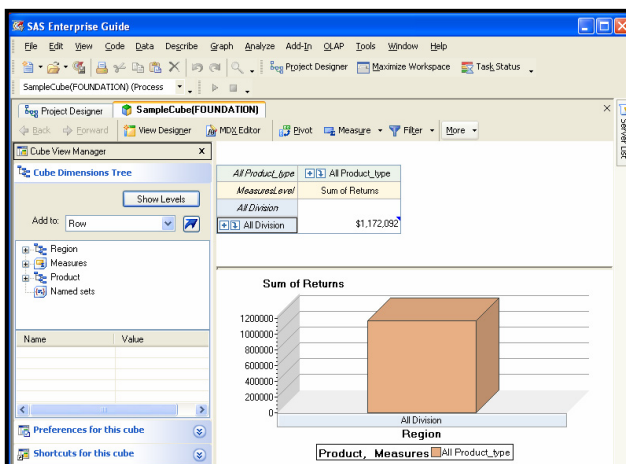 SAS Enterprise Guide
File Edit View Code Data Describe Graph Analyze Add-In OLAP Tools Window Help
Project Designer Maximize Workspace Task Status
SampleCube(FOUNDATION) (Process
Project Designer SampleCube(FOUNDATION)
Back Forward View Designer MDX Editor Pivot Measure Filter More
Server List
Cube View Manager x
Cube Dimensions Tree
Show Levels
Add to: Row
Region
Measures
Product
Named sets
Name Value
Preferences for this cube
Shortcuts for this cube
All Product_type All Product_type
MeasuresLevel Sum of Returns
All Division
All Division $1,172,092
Sum of Returns
1200000
1000000
800000
600000
400000
200000
0
All Division
Region
Product, Measures All Product_type